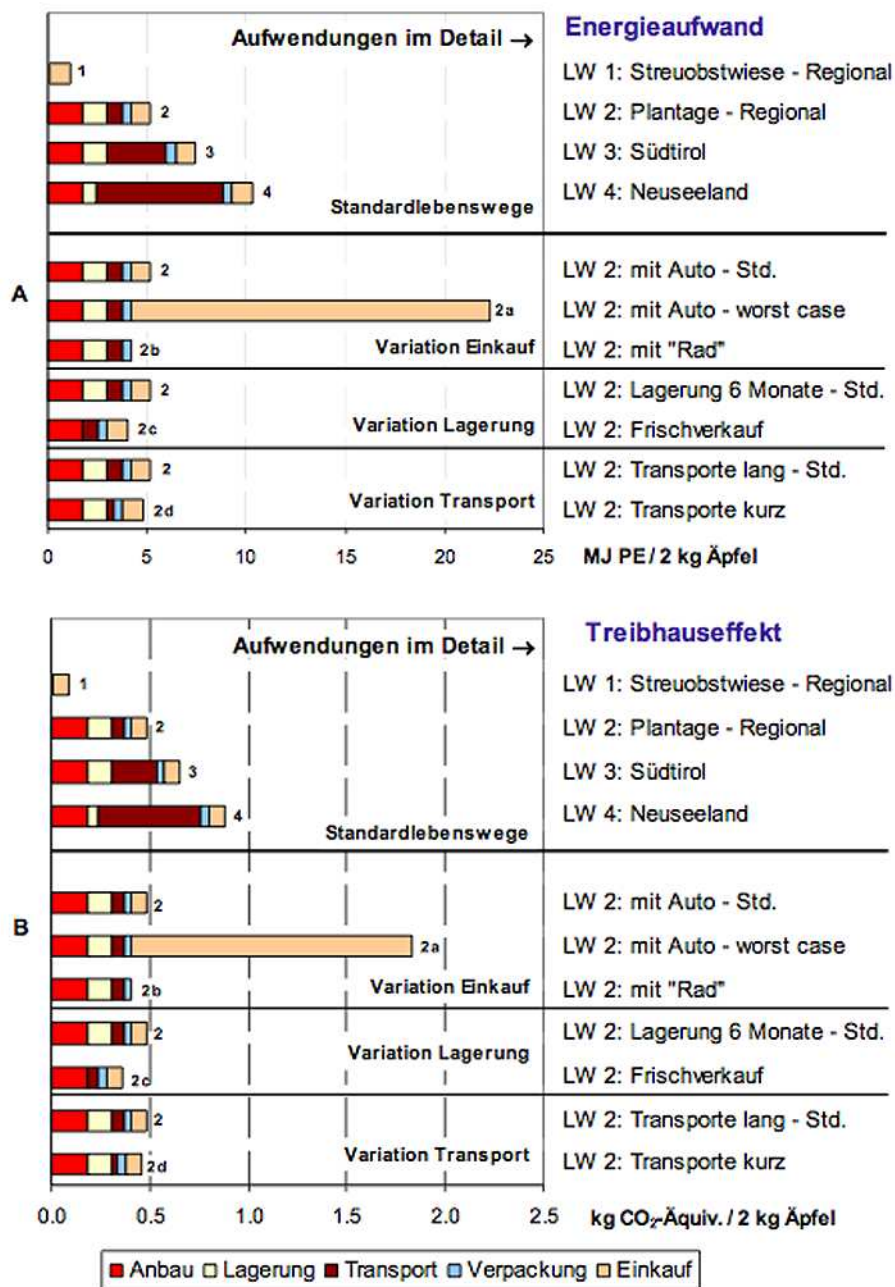 Aufwendungen im Detail → Energieaufwand
1 LW 1: Streuobstwiese - Regional
2 LW 2: Plantage - Regional
3 LW 3: Südtirol
4 LW 4: Neuseeland
Standardlebenswege
A
2 LW 2: mit Auto - Std.
2a LW 2: mit Auto - worst case
2b Variation Einkauf LW 2: mit "Rad"
2 LW 2: Lagerung 6 Monate - Std.
2c Variation Lagerung LW 2: Frischverkauf
2 LW 2: Transporte lang - Std.
2d Variation Transport LW 2: Transporte kurz
0 5 10 15 20 25 MJ PE / 2 kg Äpfel
Aufwendungen im Detail → Treibhauseffekt
1 LW 1: Streuobstwiese - Regional
2 LW 2: Plantage - Regional
3 LW 3: Südtirol
4 LW 4: Neuseeland
Standardlebenswege
2 LW 2: mit Auto - Std.
B
2a LW 2: mit Auto - worst case
2b Variation Einkauf LW 2: mit "Rad"
2 LW 2: Lagerung 6 Monate - Std.
Variation Lagerung
2c LW 2: Frischverkauf
2 LW 2: Transporte lang - Std.
2d Variation Transport LW 2: Transporte kurz
0.0 0.5 1.0 1.5 2.0 2.5 kg CO₂-Äquiv. / 2 kg Äpfel
Anbau Lagerung Transport Verpackung Einkauf